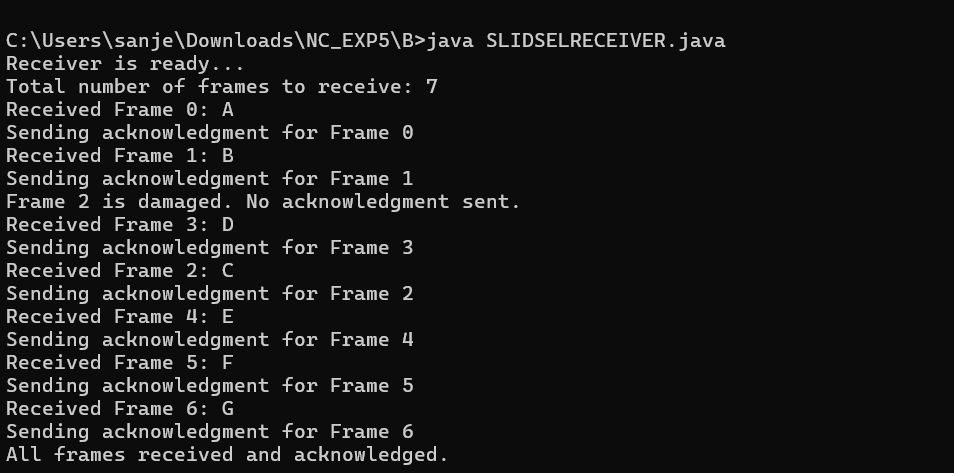 C:\Users\sanje\Downloads\NC_EXP5\B>java SLIDSELRECEIVER.java
Receiver is ready...
Total number of frames to receive: 7
Received Frame 0: A
Sending acknowledgment for Frame 0
Received Frame 1: B
Sending acknowledgment for Frame 1
Frame 2 is damaged. No acknowledgment sent.
Received Frame 3: D
Sending acknowledgment for Frame 3
Received Frame 2: C
Sending acknowledgment for Frame 2
Received Frame 4: E
Sending acknowledgment for Frame 4
Received Frame 5: F
Sending acknowledgment for Frame 5
Received Frame 6: G
Sending acknowledgment for Frame 6
All frames received and acknowledged.